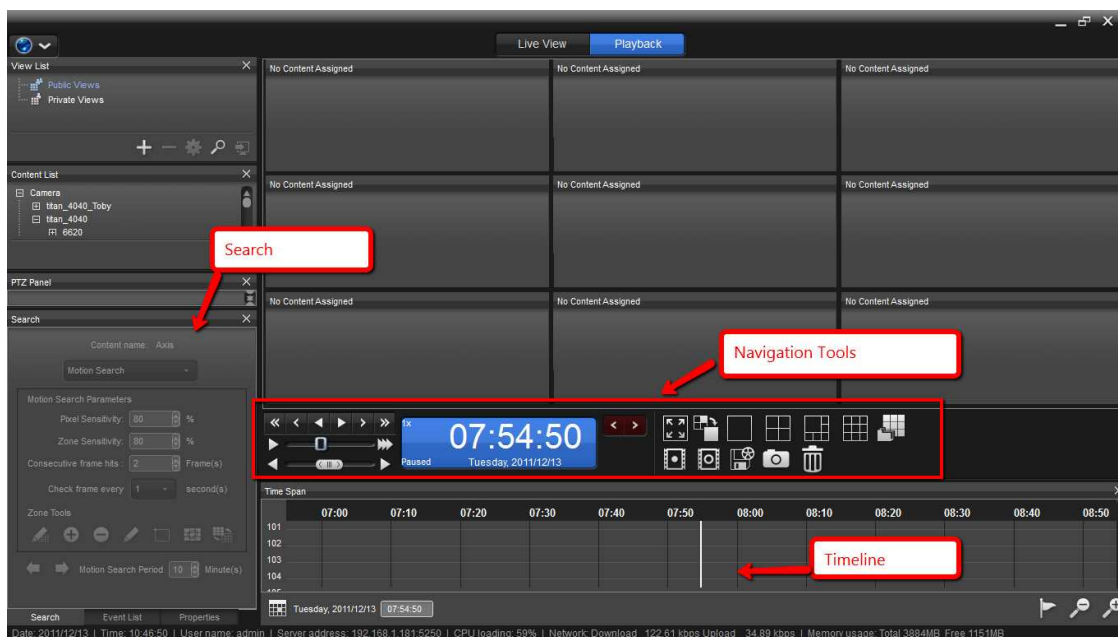 Live View Playback
View List
Public Views
Private Views
Content List
Camera
titan_4040_Toby
titan_4040
6620
PTZ Panel
Search
Search
Content name: Axis
Motion Search
Motion Search Parameters
Pixel Sensitivity: 80 %
Zone Sensitivity: 80 %
Consecutive frame hits : 2 Frame(s)
Check frame every 1 second(s)
Zone Tools
Motion Search Period 10 Minute(s)
Search Event List Properties
No Content Assigned No Content Assigned No Content Assigned
No Content Assigned No Content Assigned No Content Assigned
No Content Assigned No Content Assigned No Content Assigned
Navigation Tools
1x
07:54:50
Paused Tuesday, 2011/12/13
Time Span
07:00 07:10 07:20 07:30 07:40 07:50 08:00 08:10 08:20 08:30 08:40 08:50
101
102
103
104
Timeline
Tuesday, 2011/12/13 07:54:50
Date: 2011/12/13 | Time: 10:46:50 | User name: admin | Server address: 192.168.1.181:5250 | CPU loading: 59% | Network: Download 122.61 kbps Upload 34.89 kbps | Memory usage: Total 3884MB Free 1151MB